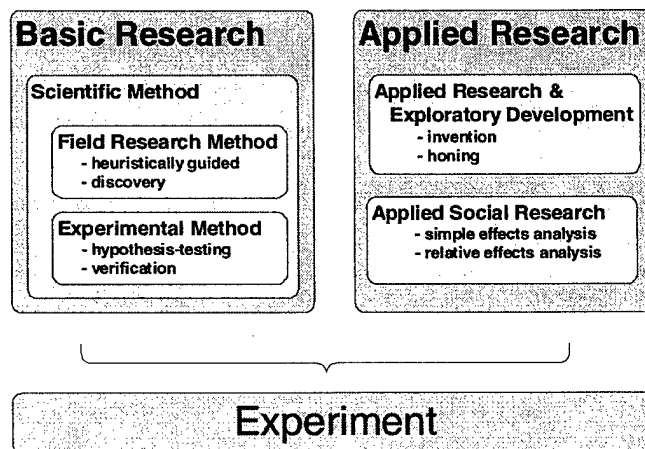 Basic Research
Scientific Method
Field Research Method
- heuristically guided
- discovery
Experimental Method
- hypothesis-testing
- verification
Applied Research
Applied Research &
Exploratory Development
- invention
- honing
Applied Social Research
- simple effects analysis
- relative effects analysis
Experiment